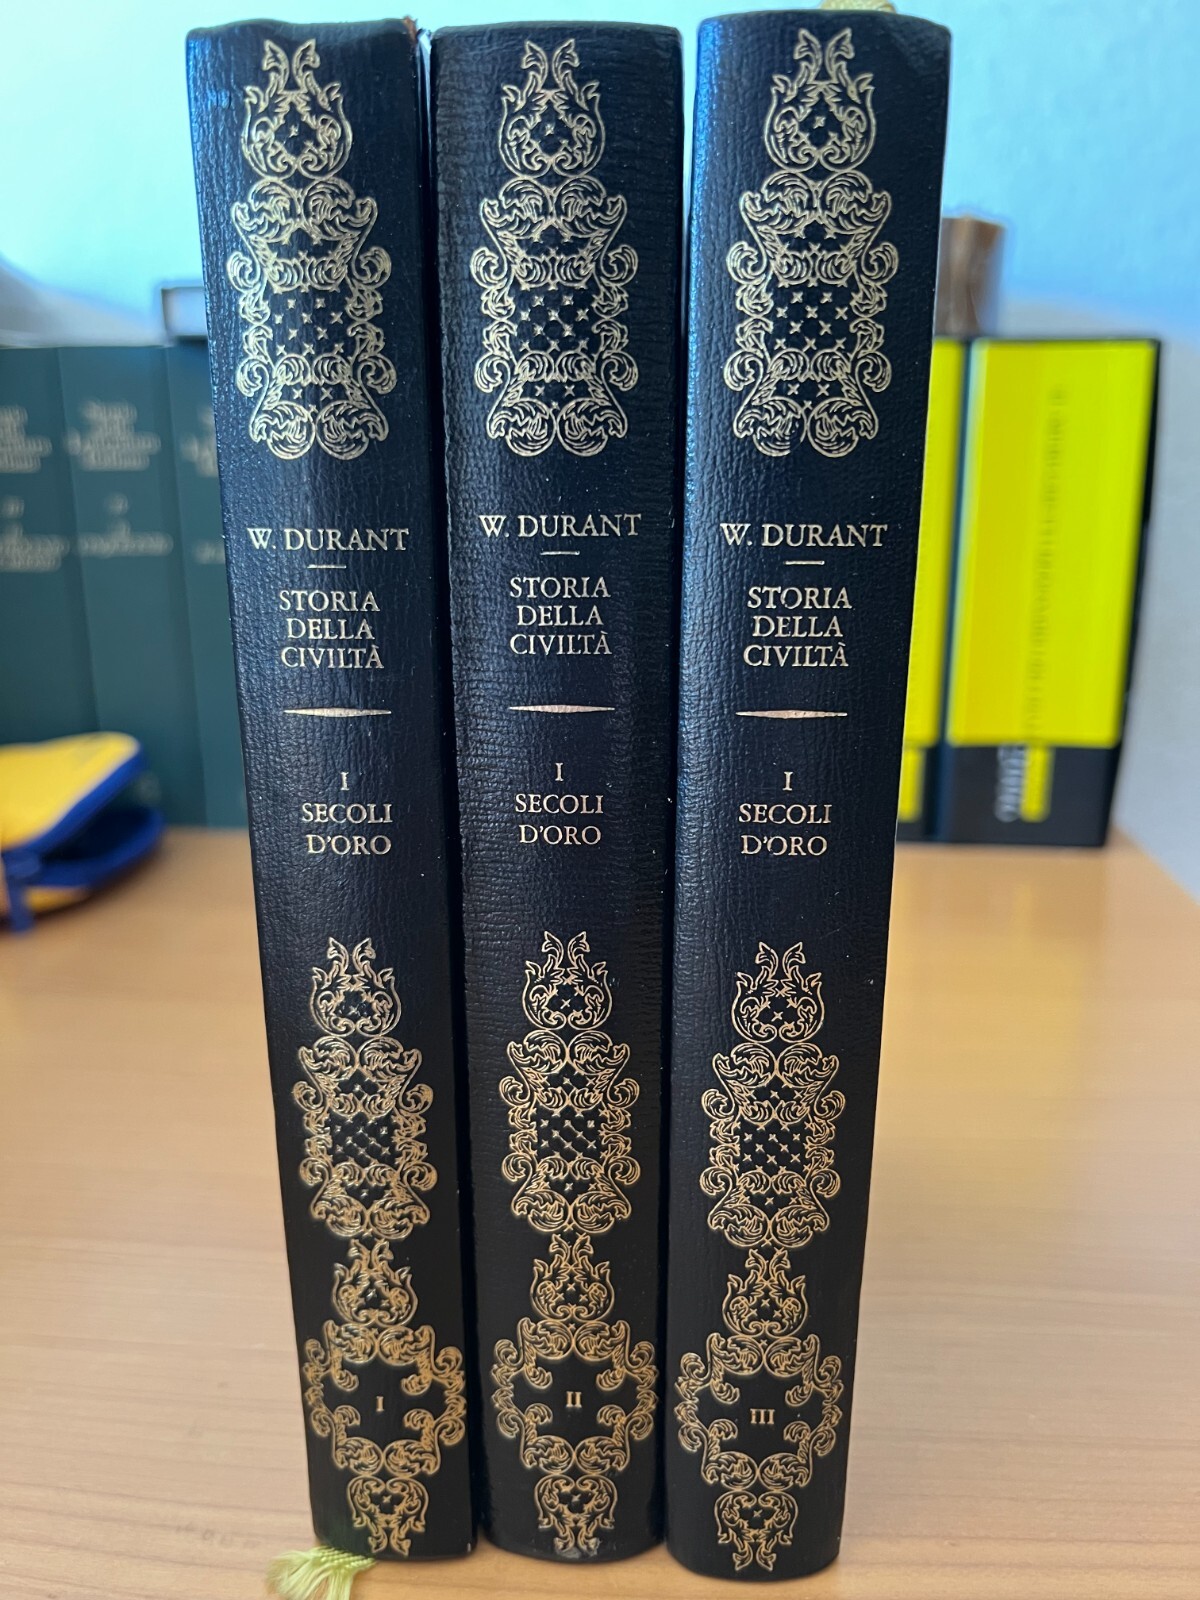 W. DURANT
STORIA
DELLA
CIVILTÀ
I
SECOLI
D'ORO
I
W. DURANT
STORIA
DELLA
CIVILTÀ
I
SECOLI
D'ORO
II
W. DURANT
STORIA
DELLA
CIVILTÀ
I
SECOLI
D'ORO
III